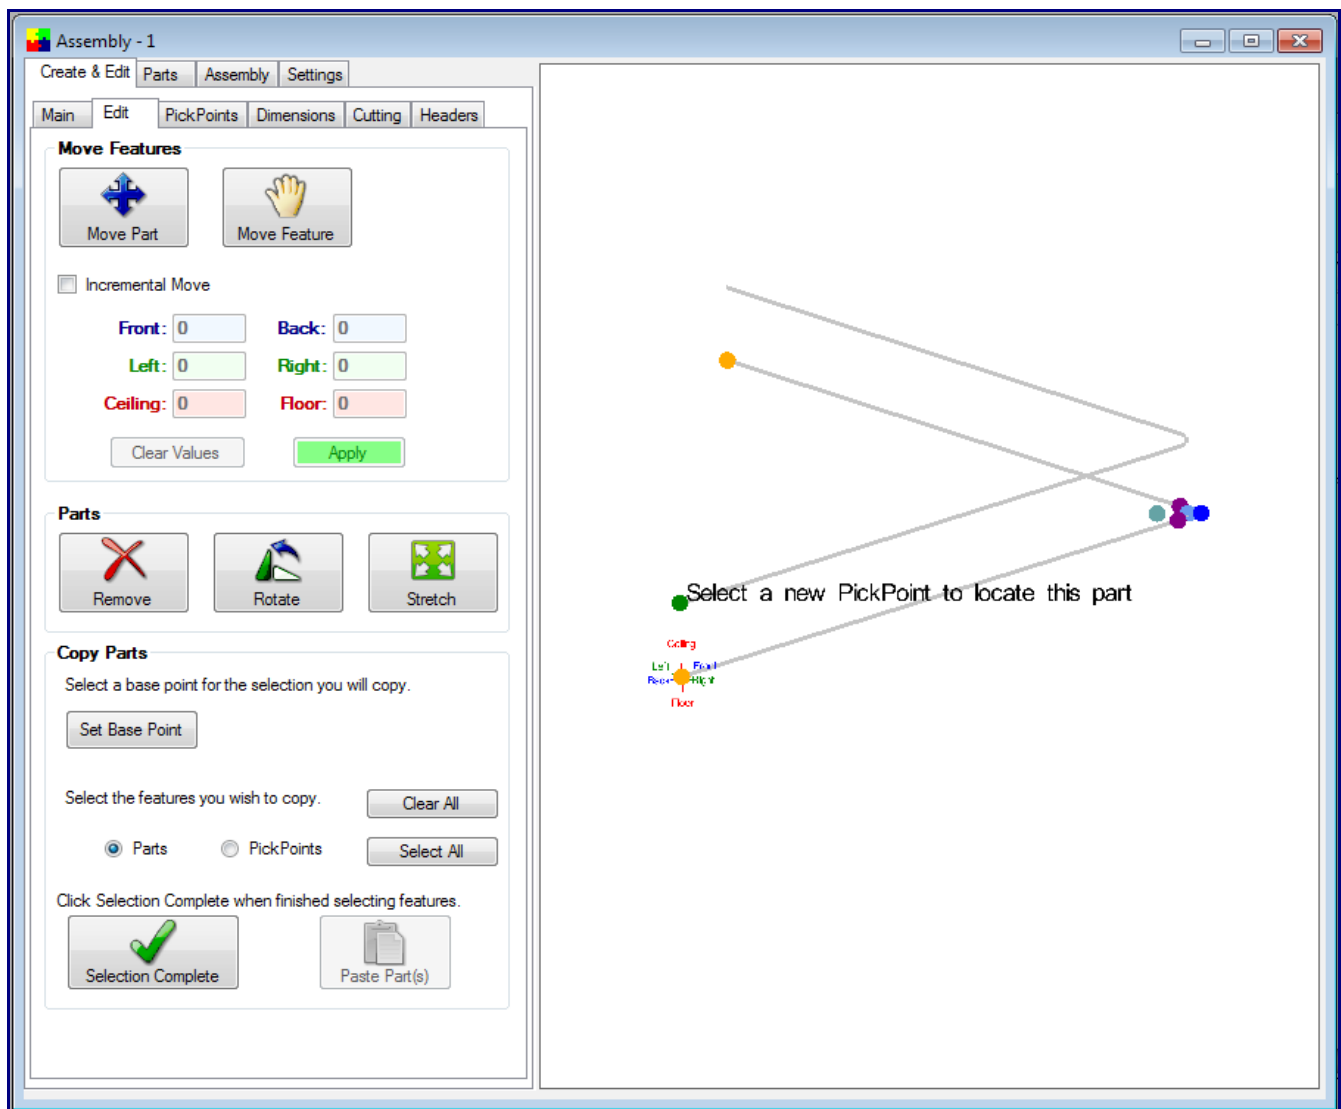 Assembly - 1
Create & Edit Parts Assembly Settings
Main Edit PickPoints Dimensions Cutting Headers
Move Features
Move Part Move Feature
Incremental Move
Front: 0 Back: 0
Left: 0 Right: 0
Ceiling: 0 Floor: 0
Clear Values Apply
Parts
Remove Rotate Stretch
Copy Parts
Select a base point for the selection you will copy.
Set Base Point
Select the features you wish to copy. Clear All
Parts PickPoints Select All
Click Selection Complete when finished selecting features.
Selection Complete Paste Part(s)
Select a new PickPoint to locate this part
Ceiling
Left Front
Back Right
Floor